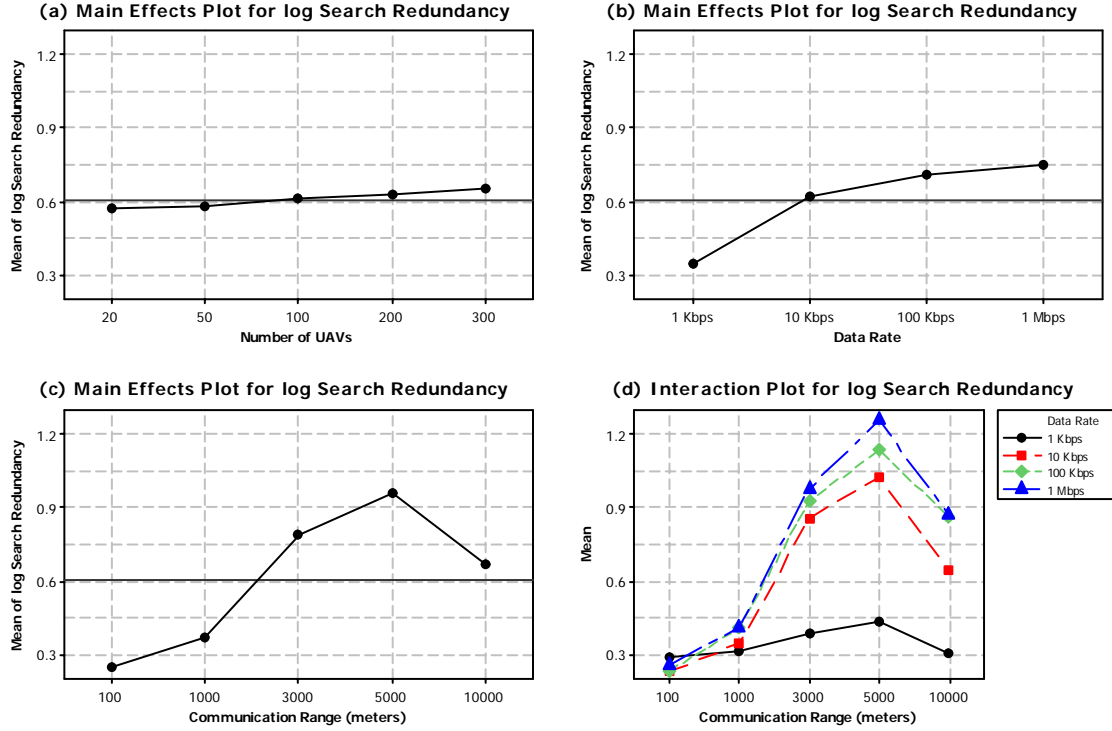 (a) Main Effects Plot for log Search Redundancy
Mean of log Search Redundancy
1.2
0.9
0.6
0.3
20 50 100 200 300
Number of UAVs
(b) Main Effects Plot for log Search Redundancy
Mean of log Search Redundancy
1.2
0.9
0.6
0.3
1 Kbps 10 Kbps 100 Kbps 1 Mbps
Data Rate
(c) Main Effects Plot for log Search Redundancy
Mean of log Search Redundancy
1.2
0.9
0.6
0.3
100 1000 3000 5000 10000
Communication Range (meters)
(d) Interaction Plot for log Search Redundancy
Mean
1.2
0.9
0.6
0.3
100 1000 3000 5000 10000
Communication Range (meters)
Data Rate
1 Kbps
10 Kbps
100 Kbps
1 Mbps